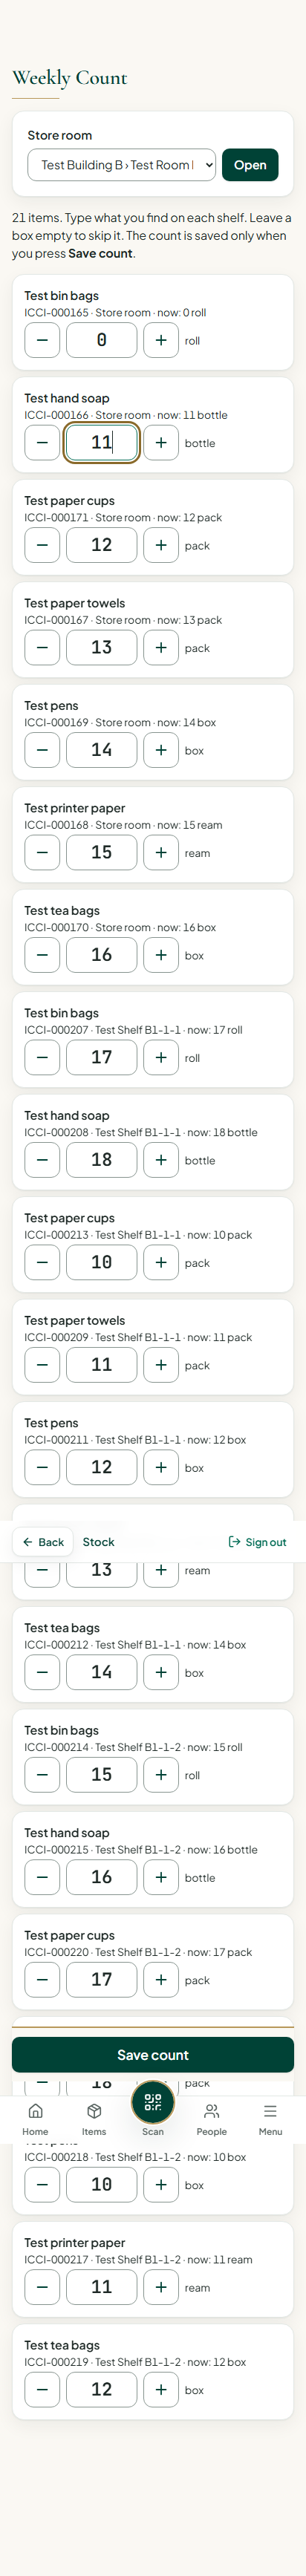 Weekly Count
Store room
Test Building B › Test Room
Open
21 items. Type what you find on each shelf. Leave a
box empty to skip it. The count is saved only when
you press Save count.
Test bin bags
ICCI-000165 · Store room · now: 0 roll
− 0 + roll
Test hand soap
ICCI-000166 · Store room · now: 11 bottle
− 11 + bottle
Test paper cups
ICCI-000171 · Store room · now: 12 pack
− 12 + pack
Test paper towels
ICCI-000167 · Store room · now: 13 pack
− 13 + pack
Test pens
ICCI-000169 · Store room · now: 14 box
− 14 + box
Test printer paper
ICCI-000168 · Store room · now: 15 ream
− 15 + ream
Test tea bags
ICCI-000170 · Store room · now: 16 box
− 16 + box
Test bin bags
ICCI-000207 · Test Shelf B1-1-1 · now: 17 roll
− 17 + roll
Test hand soap
ICCI-000208 · Test Shelf B1-1-1 · now: 18 bottle
− 18 + bottle
Test paper cups
ICCI-000213 · Test Shelf B1-1-1 · now: 10 pack
− 10 + pack
Test paper towels
ICCI-000209 · Test Shelf B1-1-1 · now: 11 pack
− 11 + pack
Test pens
ICCI-000211 · Test Shelf B1-1-1 · now: 12 box
− 12 + box
Back Stock Sign out
− 13 + ream
Test tea bags
ICCI-000212 · Test Shelf B1-1-1 · now: 14 box
− 14 + box
Test bin bags
ICCI-000214 · Test Shelf B1-1-2 · now: 15 roll
− 15 + roll
Test hand soap
ICCI-000215 · Test Shelf B1-1-2 · now: 16 bottle
− 16 + bottle
Test paper cups
ICCI-000220 · Test Shelf B1-1-2 · now: 17 pack
− 17 + pack
Save count
− 18 + pack
Home Items Scan People Menu
ICCI-000218 · Test Shelf B1-1-2 · now: 10 box
− 10 + box
Test printer paper
ICCI-000217 · Test Shelf B1-1-2 · now: 11 ream
− 11 + ream
Test tea bags
ICCI-000219 · Test Shelf B1-1-2 · now: 12 box
− 12 + box